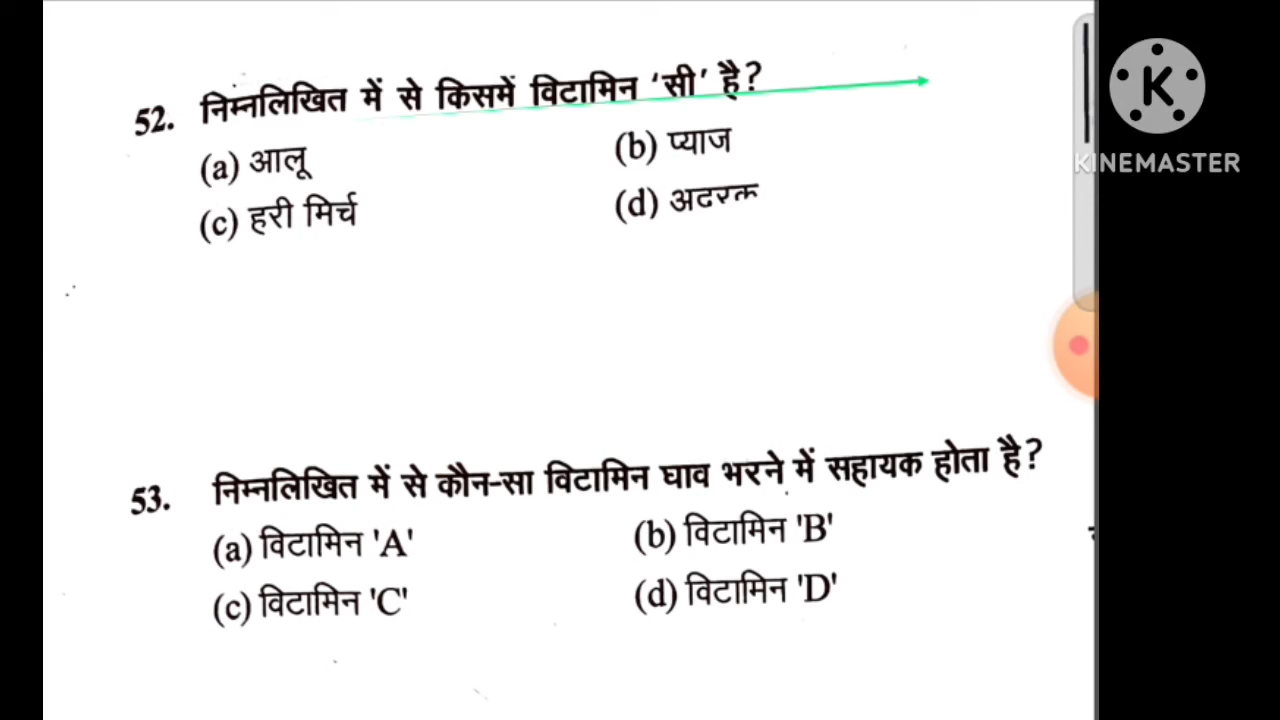 52. निम्नलिखित में से किसमें विटामिन ‘सी’ है?
(a) आलू (b) प्याज
(c) हरी मिर्च (d) अदरक
53. निम्नलिखित में से कौन-सा विटामिन घाव भरने में सहायक होता है?
(a) विटामिन 'A' (b) विटामिन 'B'
(c) विटामिन 'C' (d) विटामिन 'D'
K
KINEMASTER